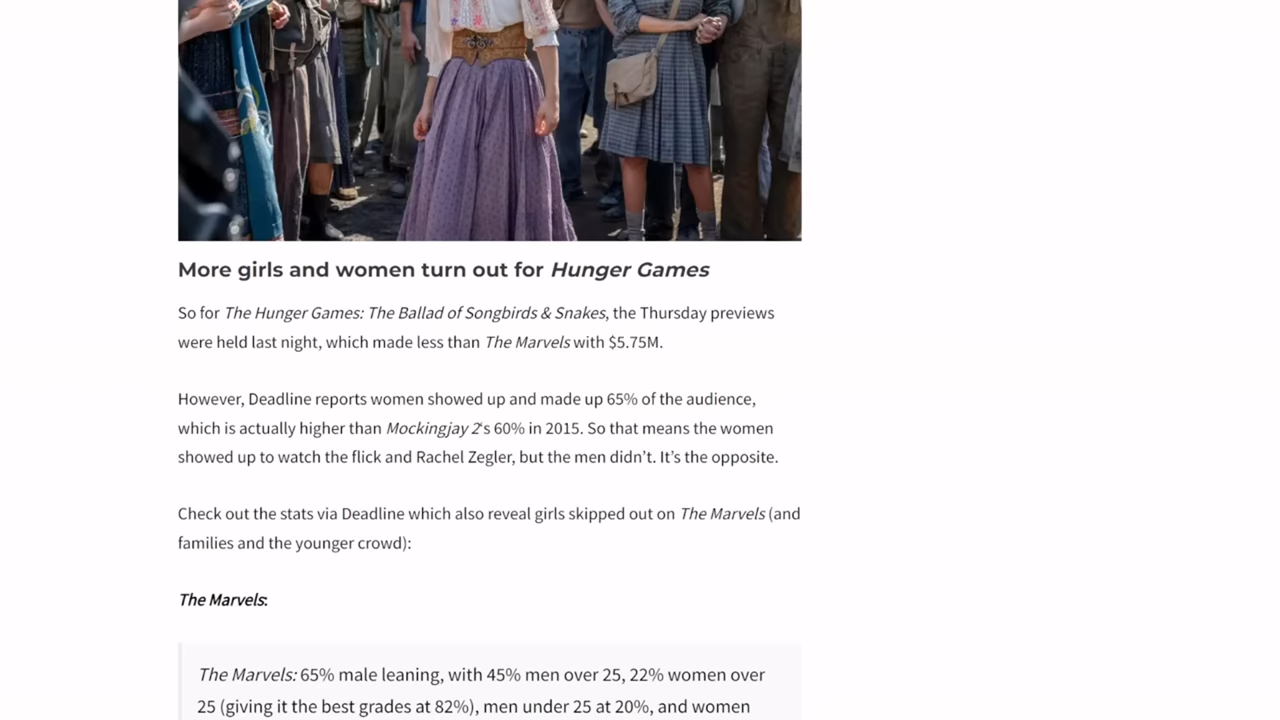 More girls and women turn out for Hunger Games
So for The Hunger Games: The Ballad of Songbirds & Snakes, the Thursday previews
were held last night, which made less than The Marvels with $5.75M.
However, Deadline reports women showed up and made up 65% of the audience,
which is actually higher than Mockingjay 2's 60% in 2015. So that means the women
showed up to watch the flick and Rachel Zegler, but the men didn't. It's the opposite.
Check out the stats via Deadline which also reveal girls skipped out on The Marvels (and
families and the younger crowd):
The Marvels:
The Marvels: 65% male leaning, with 45% men over 25, 22% women over
25 (giving it the best grades at 82%), men under 25 at 20%, and women